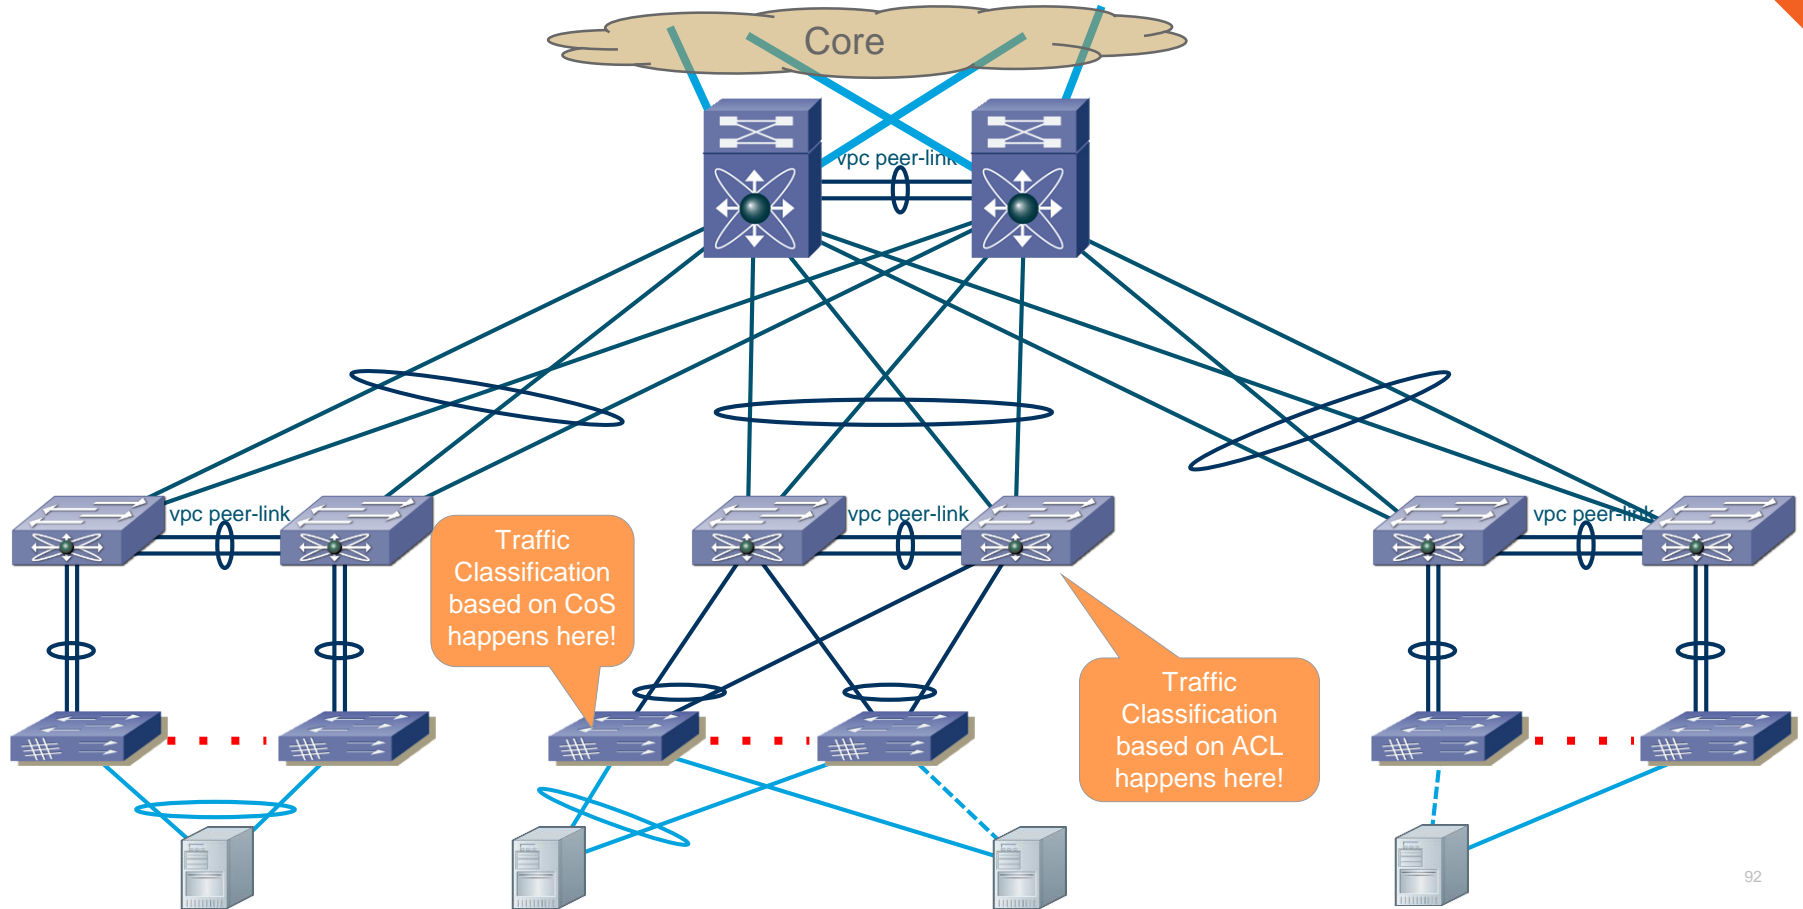 Core
vpc peer-link
vpc peer-link
vpc peer-link
vpc peer-link
Traffic
Classification
based on CoS
happens here!
Traffic
Classification
based on ACL
happens here!
92